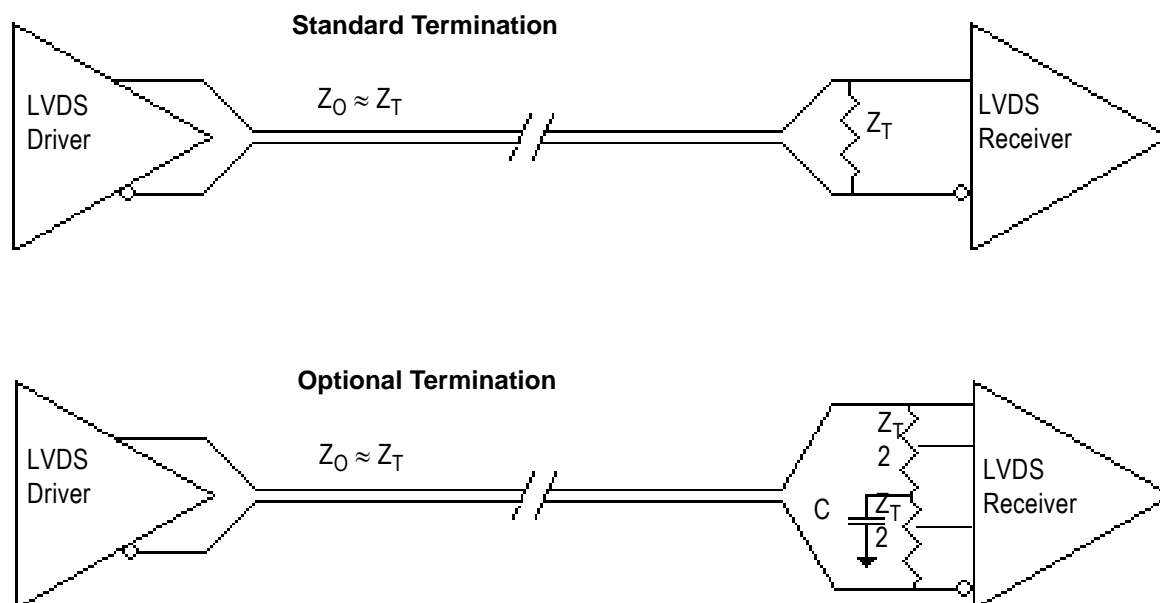 Standard Termination
LVDS
Driver
Z_O ≈ Z_T
Z_T
LVDS
Receiver
Optional Termination
LVDS
Driver
Z_O ≈ Z_T
Z_T
2
C
Z_T
2
LVDS
Receiver